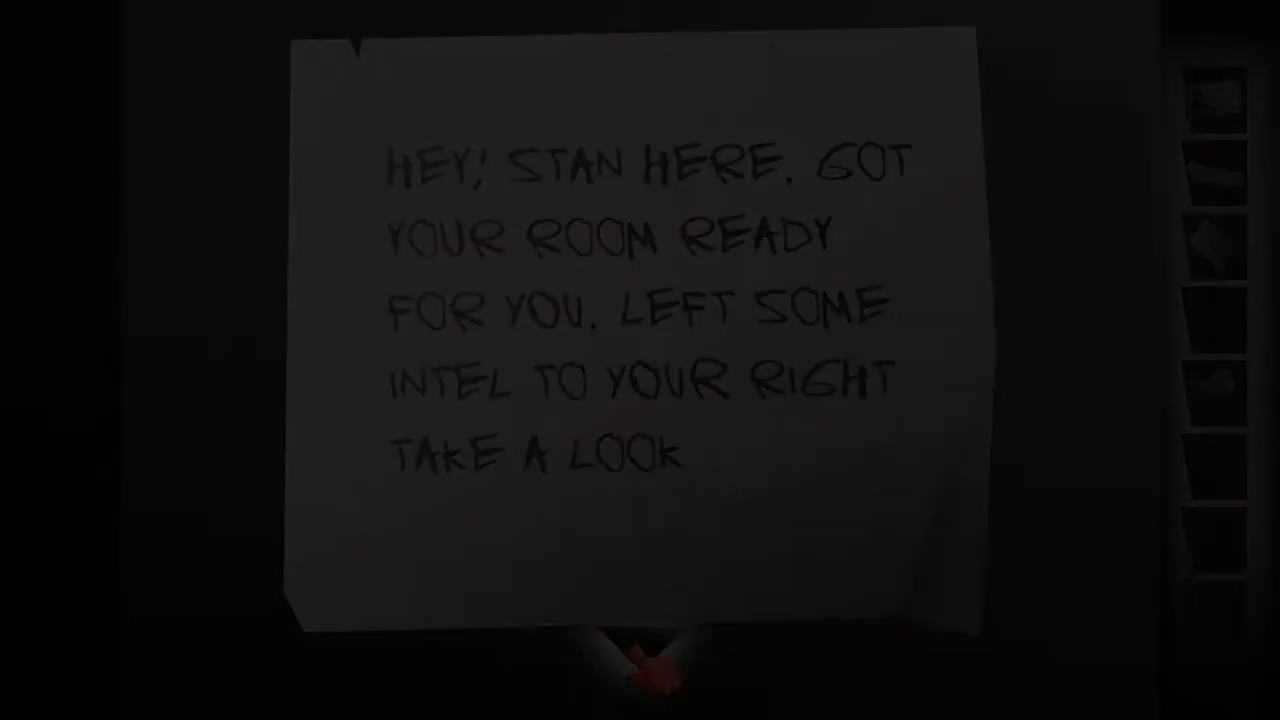 HEY! STAN HERE. GOT
YOUR ROOM READY
FOR YOU. LEFT SOME
INTEL TO YOUR RIGHT
TAKE A LOOK